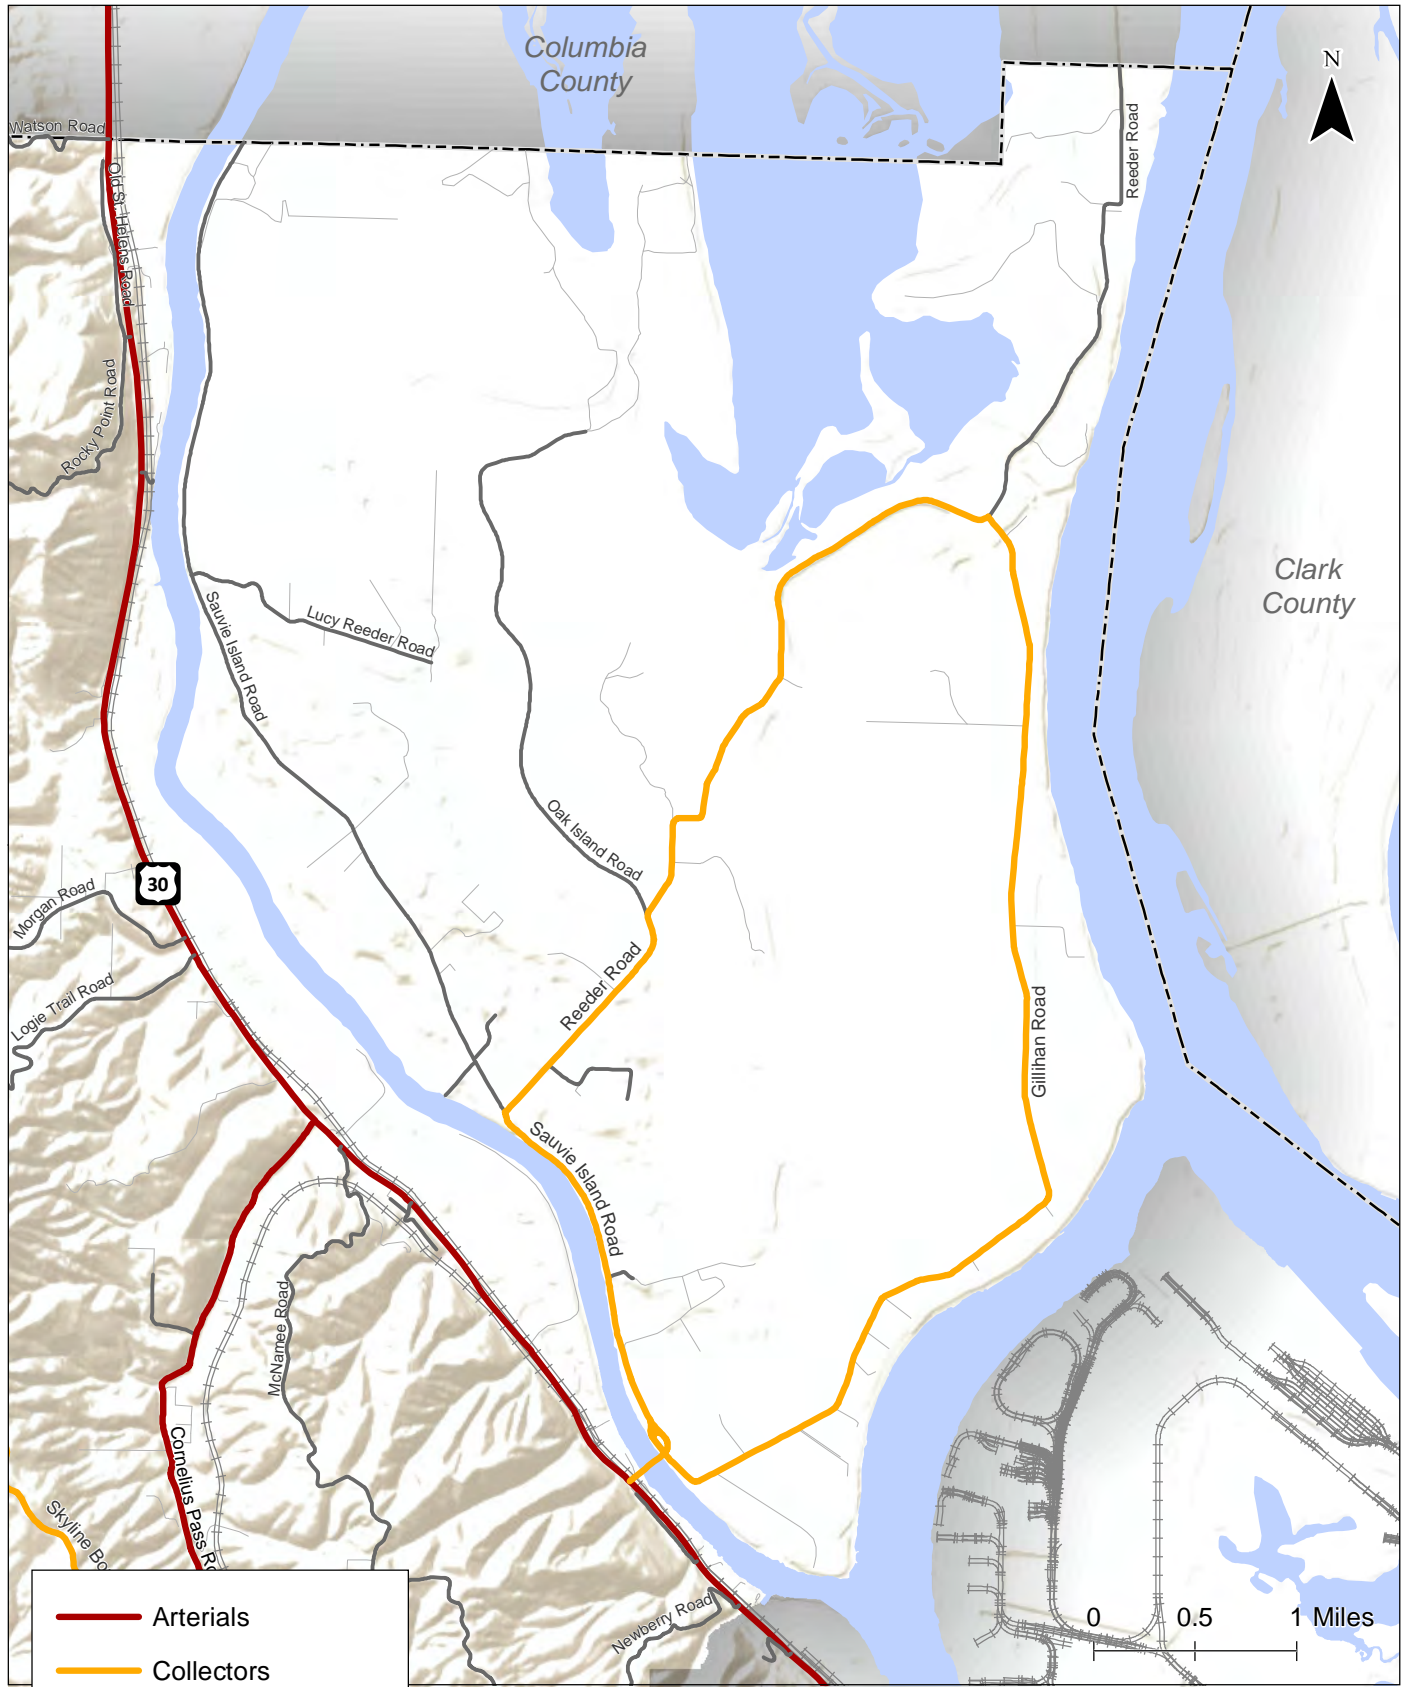 Columbia
County
N
Watson Road
Reeder Road
Old St. Helens Road
Rocky Point Road
Clark
County
Sauvie Island Road
Lucy Reeder Road
Oak Island Road
30
Morgan Road
Reeder Road
Logie Trail Road
Gillihan Road
Sauvie Island Road
McNamee Road
Cornelius Pass Ro
Skyline Bo
Newberry Road
0 0.5 1 Miles
Arterials
Collectors